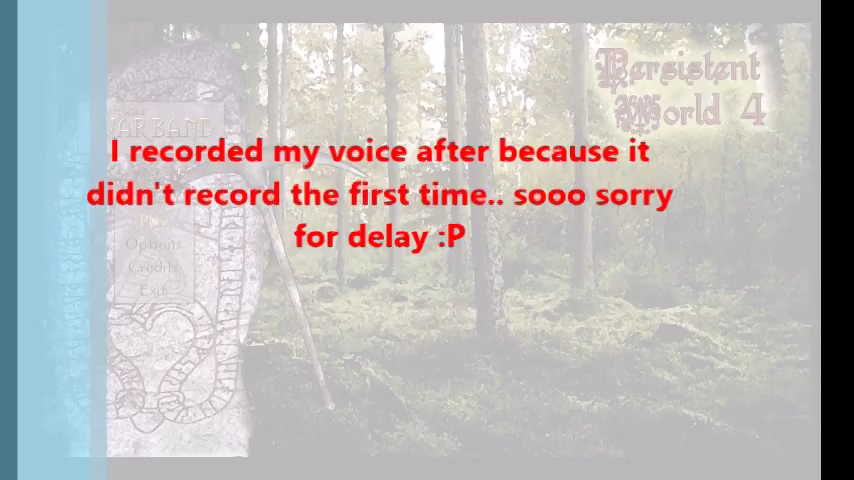 Persistent
World 4
WARBAND
I recorded my voice after because it
didn't record the first time.. sooo sorry
for delay :P
Play
Options
Credits
Exit